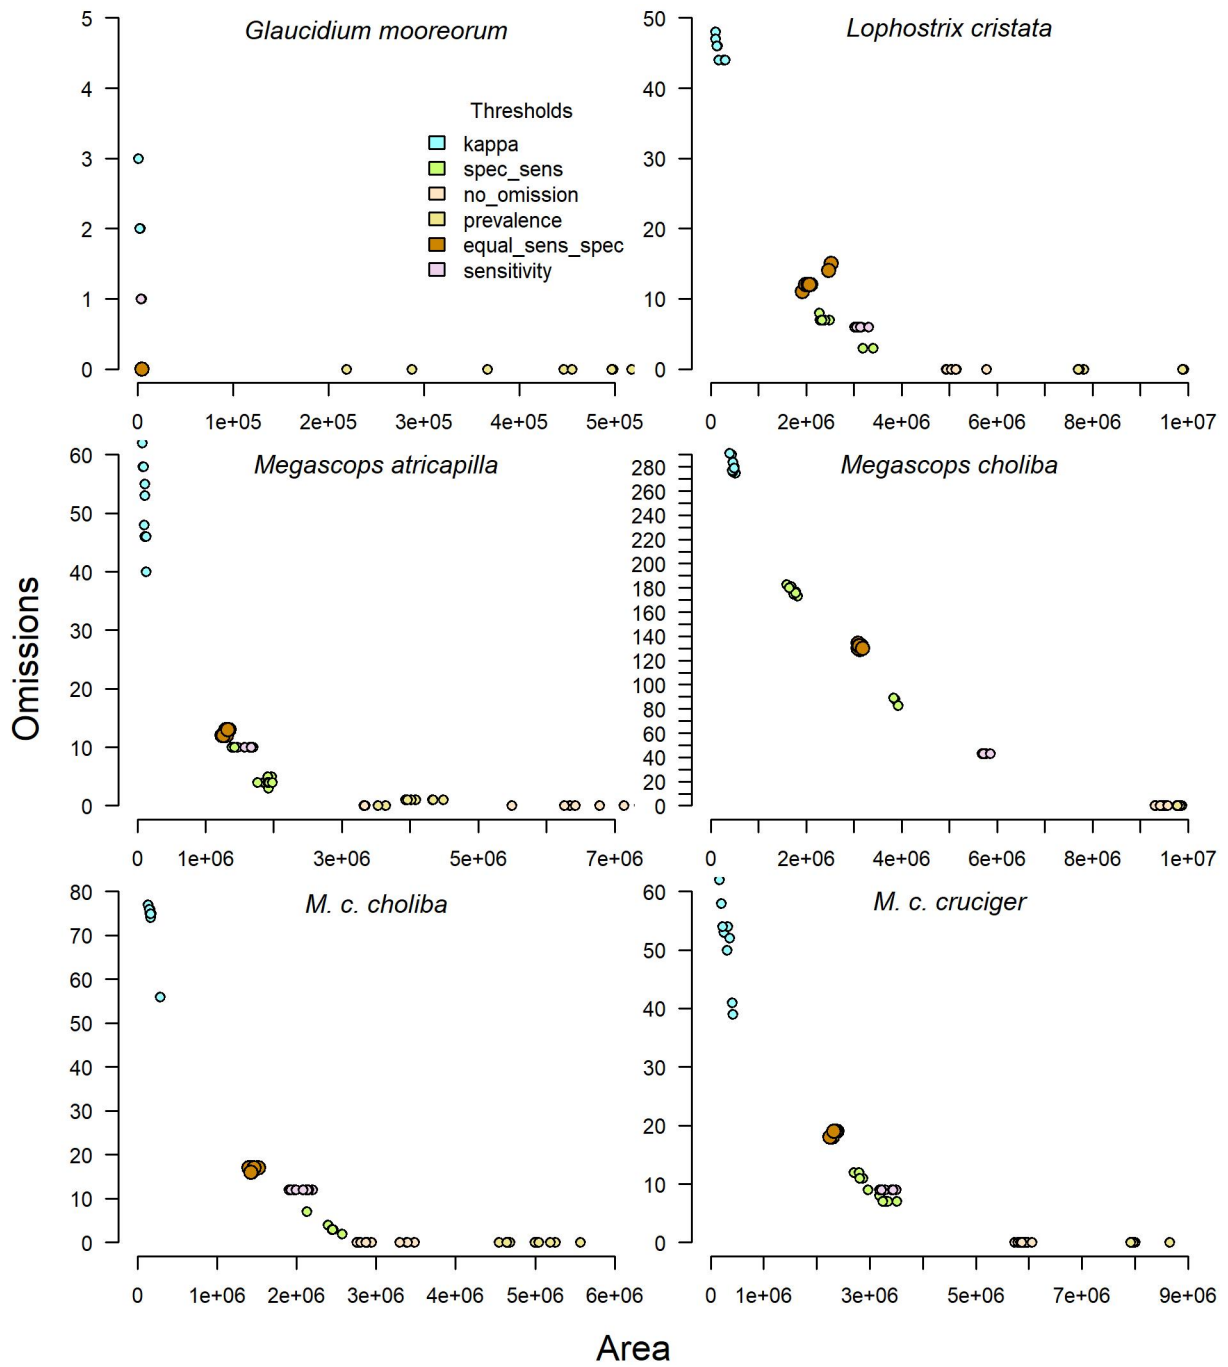 Glaucidium mooreorum
5
4
3
2
1
0
Thresholds
kappa
spec_sens
no_omission
prevalence
equal_sens_spec
sensitivity
0 1e+05 3e+05 4e+05 5e+05
Lophostrix cristata
50
40
30
20
10
0
0 2e+06 4e+06 6e+06 8e+06 1e+07
Megascops atricapilla
60
50
40
30
20
10
0
0 1e+06 3e+06 5e+06 7e+06
Megascops choliba
280
260
240
220
200
180
160
140
120
100
80
60
40
20
0
0 2e+06 4e+06 6e+06 8e+06 1e+07
M. c. choliba
80
70
60
50
40
30
20
10
0
0 1e+06 2e+06 3e+06 4e+06 5e+06 6e+06
M. c. cruciger
60
50
40
30
20
10
0
0 1e+06 3e+06 5e+06 7e+06 9e+06
Omissions
Area